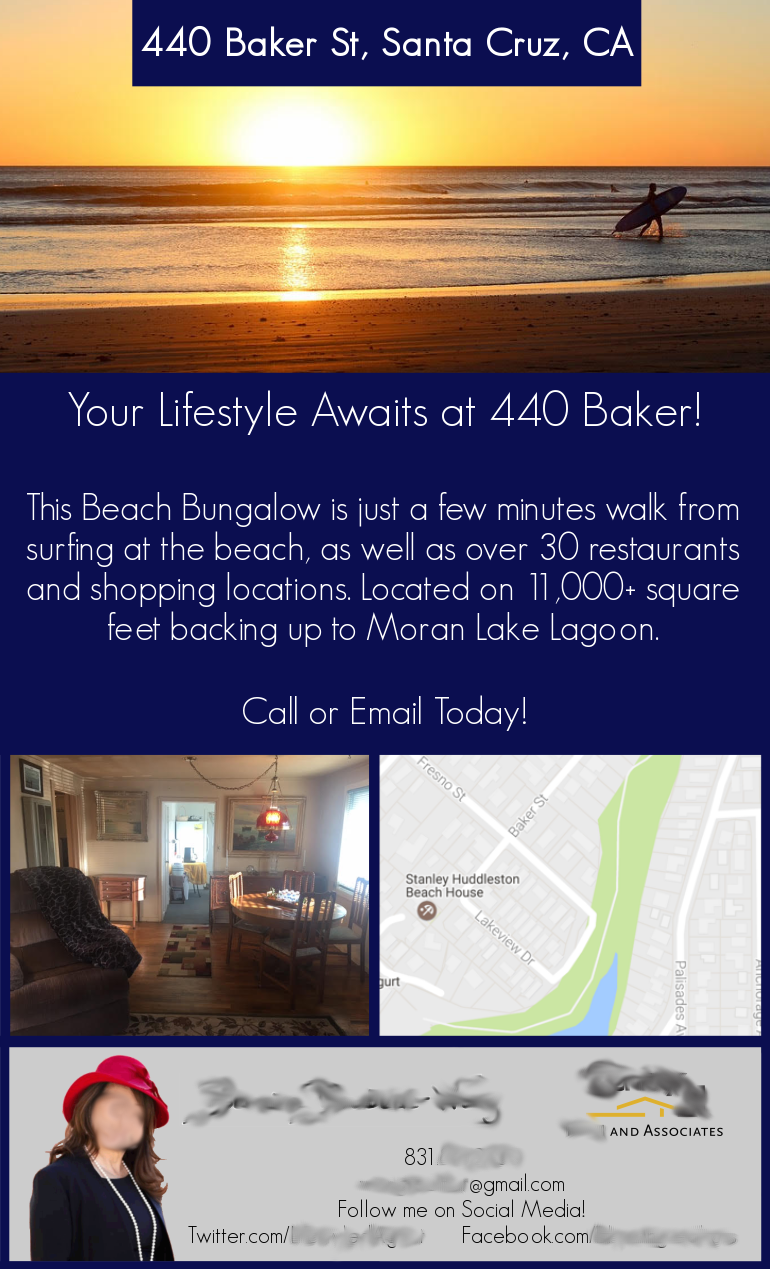 440 Baker St, Santa Cruz, CA
Your Lifestyle Awaits at 440 Baker!
This Beach Bungalow is just a few minutes walk from
surfing at the beach, as well as over 30 restaurants
and shopping locations. Located on 11,000+ square
feet backing up to Moran Lake Lagoon.
Call or Email Today!
Fresno St
Baker St
Stanley Huddleston
Beach House
Lakeview Dr
gurt
Palisades Av
Anchorage A
AND ASSOCIATES
831
@gmail.com
Follow me on Social Media!
Twitter.com/ Facebook.com/